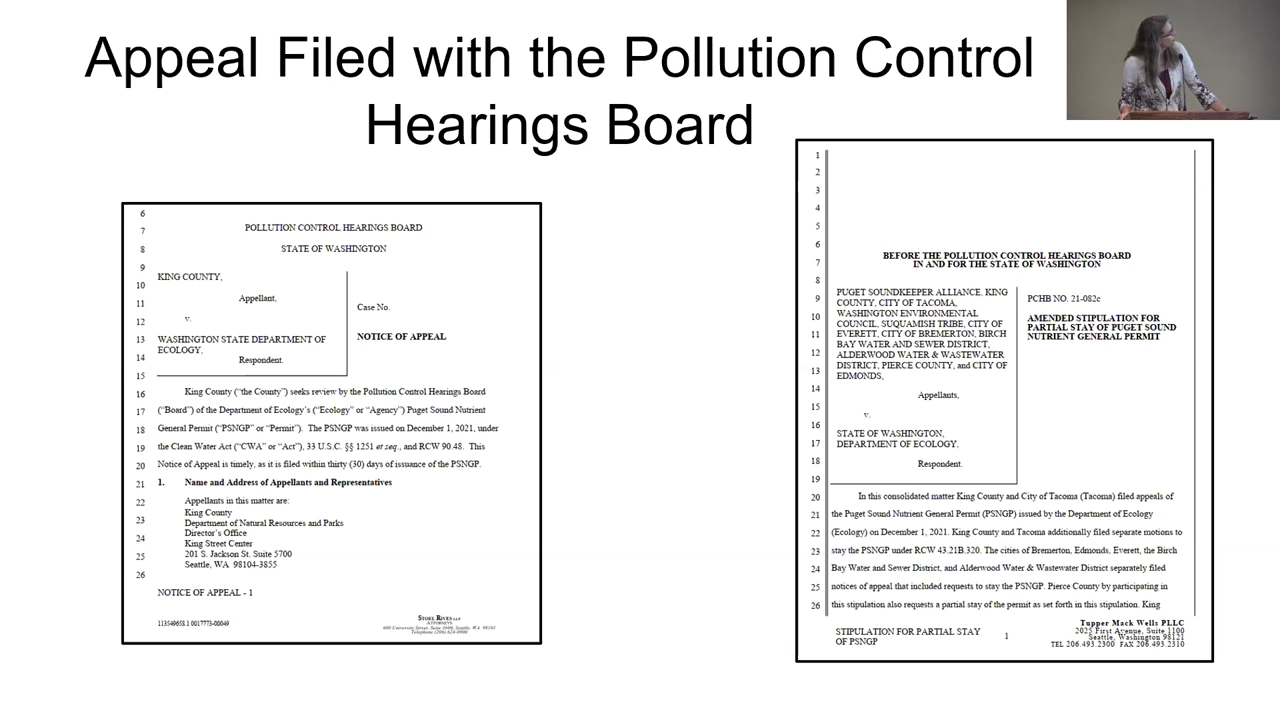 Appeal Filed with the Pollution Control
Hearings Board
6
7
POLLUTION CONTROL HEARINGS BOARD
8
STATE OF WASHINGTON
9
KING COUNTY,
10
11
Appellant,
Case No.
12
v.
13
WASHINGTON STATE DEPARTMENT OF
NOTICE OF APPEAL
ECOLOGY,
14
Respondent.
15
16 King County (“the County”) seeks review by the Pollution Control Hearings Board
17 (“Board”) of the Department of Ecology’s (“Ecology” or “Agency”) Puget Sound Nutrient
18 General Permit (“PSNGP” or “Permit”). The PSNGP was issued on December 1, 2021, under
19 the Clean Water Act (“CWA” or “Act”), 33 U.S.C. §§ 1251 et seq., and RCW 90.48. This
20 Notice of Appeal is timely, as it is filed within thirty (30) days of issuance of the PSNGP.
21 1. Name and Address of Appellants and Representatives
22 Appellants in this matter are:
King County
23 Department of Natural Resources and Parks
Director’s Office
24 King Street Center
25 201 S. Jackson St. Suite 5700
Seattle, WA 98104-3855
26
NOTICE OF APPEAL - 1
113549658.1 0017773-00049
STOEL RIVES LLP
ATTORNEYS
600 University Street, Suite 3600, Seattle, WA 98101
Telephone (206) 624-0900
1
2
3
4
5
6
BEFORE THE POLLUTION CONTROL HEARINGS BOARD
7 IN AND FOR THE STATE OF WASHINGTON
8
PUGET SOUNDKEEPER ALLIANCE, KING
9 COUNTY, CITY OF TACOMA,
PCHB NO. 21-082c
WASHINGTON ENVIRONMENTAL
10 COUNCIL, SUQUAMISH TRIBE, CITY OF
AMENDED STIPULATION FOR
11 EVERETT, CITY OF BREMERTON, BIRCH
PARTIAL STAY OF PUGET SOUND
BAY WATER AND SEWER DISTRICT,
NUTRIENT GENERAL PERMIT
12 ALDERWOOD WATER & WASTEWATER
DISTRICT, PIERCE COUNTY, and CITY OF
13 EDMONDS,
14
Appellants,
15
v.
16
STATE OF WASHINGTON,
17 DEPARTMENT OF ECOLOGY,
18
Respondent.
19
20 In this consolidated matter King County and City of Tacoma (Tacoma) filed appeals of
21 the Puget Sound Nutrient General Permit (PSNGP) issued by the Department of Ecology
22 (Ecology) on December 1, 2021. King County and Tacoma additionally filed separate motions to
23 stay the PSNGP under RCW 43.21B.320. The cities of Bremerton, Edmonds, Everett, the Birch
24 Bay Water and Sewer District, and Alderwood Water & Wastewater District separately filed
25 notices of appeal that included requests to stay the PSNGP. Pierce County by participating in
26 this stipulation also requests a partial stay of the permit as set forth in this stipulation. King
STIPULATION FOR PARTIAL STAY
OF PSNGP
1
Tupper Mack Wells PLLC
2025 First Avenue, Suite 1100
Seattle, Washington 98121
TEL 206.493.2300 FAX 206.493.2310